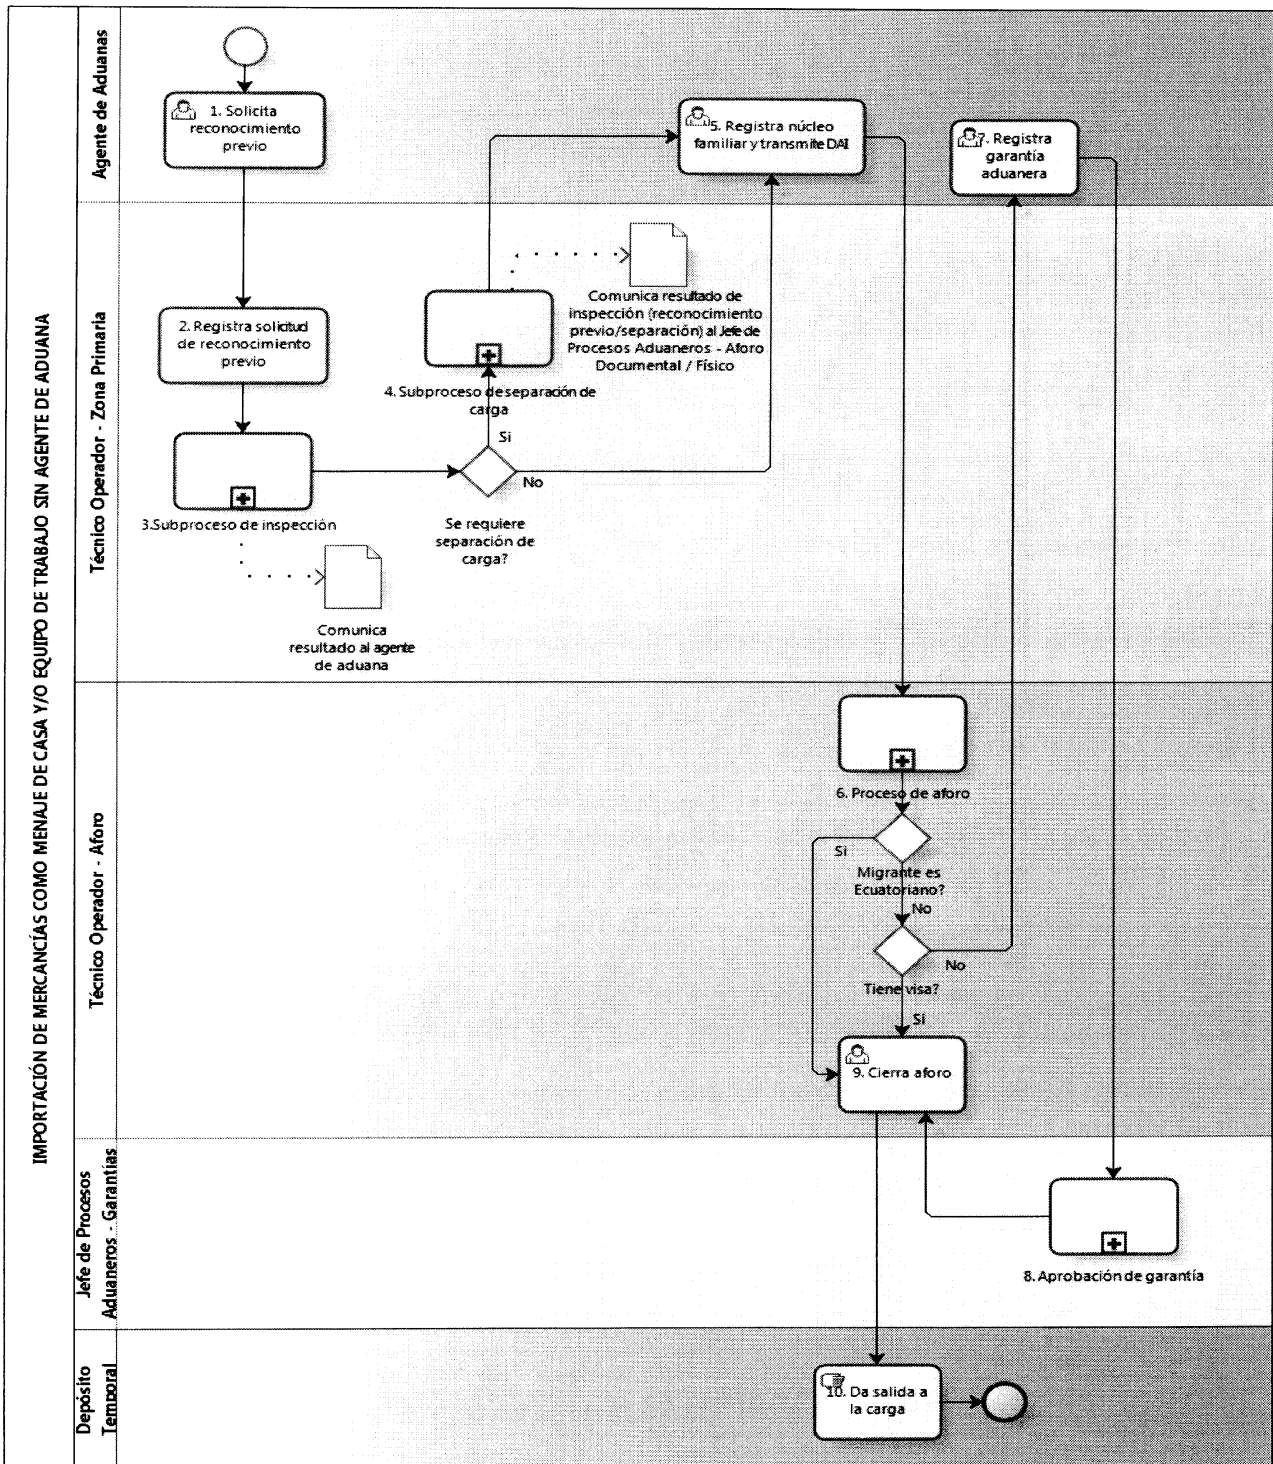 IMPORTACIÓN DE MERCANCÍAS COMO MENAJE DE CASA Y/O EQUIPO DE TRABAJO SIN AGENTE DE ADUANA
Agente de Aduanas
1. Solicita
reconocimiento
previo
5. Registra núcleo
familiar y transmite DAI
7. Registra
garantía
aduanera
Técnico Operador - Zona Primaria
2. Registra solicitud
de reconocimiento
previo
3.Subproceso de inspección
Comunica
resultado al agente
de aduana
4. Subproceso de separación de
carga
Si
No
Se requiere
separación de
carga?
Comunica resultado de
inspección (reconocimiento
previo/separación) al Jefe de
Procesos Aduaneros - Aforo
Documental / Físico
Técnico Operador - Aforo
6. Proceso de aforo
Si
Migrante es
Ecuatoriano?
No
No
Tiene visa?
Si
9. Cierra aforo
Jefe de Procesos
Aduaneros - Garantías
8. Aprobación de garantía
Depósito
Temporal
10. Da salida a
la carga